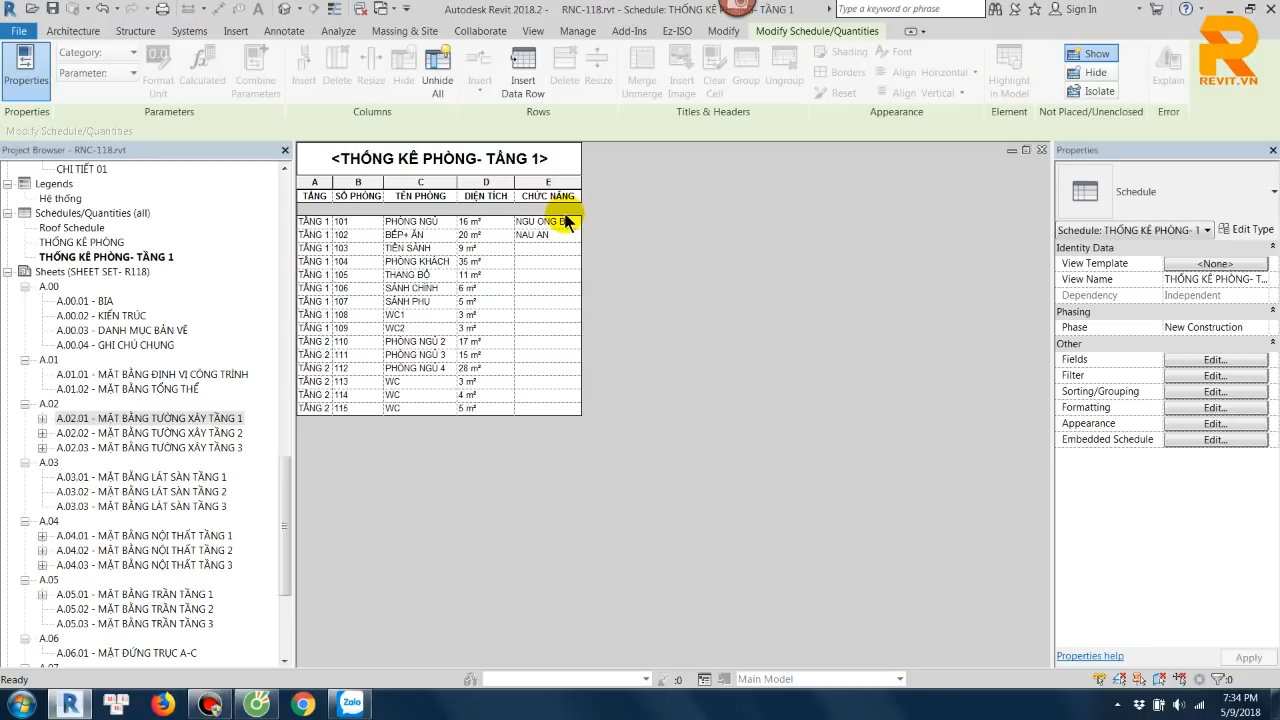 Autodesk Revit 2018.2 - RNC-118.rvt - Schedule: THỐNG KÊ PHÒNG- TẦNG 1
Type a keyword or phrase
Sign In
File Architecture Structure Systems Insert Annotate Analyze Massing & Site Collaborate View Manage Add-Ins Ez-ISO Modify Modify Schedule/Quantities
Properties
Category:
Parameter:
Format Unit
Calculated
Combine Parameters
Insert
Delete
Resize
Hide
Unhide All
Insert
Insert Data Row
Delete
Resize
Merge Unmerge
Insert Image
Clear Cell
Group
Ungroup
Shading
Borders
Reset
Font
Align Horizontal
Align Vertical
Highlight in Model
Show
Hide
Isolate
Explain
REVIT.VN
Properties Parameters Columns Rows Titles & Headers Appearance Element Not Placed/Unenclosed Error
Modify Schedule/Quantities
Project Browser - RNC-118.rvt
CHI TIẾT 01
Legends
Hệ thống
Schedules/Quantities (all)
Roof Schedule
THỐNG KÊ PHÒNG
THỐNG KÊ PHÒNG- TẦNG 1
Sheets (SHEET SET- R118)
A.00
A.00.01 - BÌA
A.00.02 - KIẾN TRÚC
A.00.03 - DANH MỤC BẢN VẼ
A.00.04 - GHI CHÚ CHUNG
A.01
A.01.01 - MẶT BẰNG ĐỊNH VỊ CÔNG TRÌNH
A.01.02 - MẶT BẰNG TỔNG THỂ
A.02
A.02.01 - MẶT BẰNG TƯỜNG XÂY TẦNG 1
A.02.02 - MẶT BẰNG TƯỜNG XÂY TẦNG 2
A.02.03 - MẶT BẰNG TƯỜNG XÂY TẦNG 3
A.03
A.03.01 - MẶT BẰNG LÁT SÀN TẦNG 1
A.03.02 - MẶT BẰNG LÁT SÀN TẦNG 2
A.03.03 - MẶT BẰNG LÁT SÀN TẦNG 3
A.04
A.04.01 - MẶT BẰNG NỘI THẤT TẦNG 1
A.04.02 - MẶT BẰNG NỘI THẤT TẦNG 2
A.04.03 - MẶT BẰNG NỘI THẤT TẦNG 3
A.05
A.05.01 - MẶT BẰNG TRẦN TẦNG 1
A.05.02 - MẶT BẰNG TRẦN TẦNG 2
A.05.03 - MẶT BẰNG TRẦN TẦNG 3
A.06
A.06.01 - MẶT ĐỨNG TRỤC A-C
<THỐNG KÊ PHÒNG- TẦNG 1>
A B C D E
TẦNG SỐ PHÒNG TÊN PHÒNG DIỆN TÍCH CHỨC NĂNG
TẦNG 1 101 PHÒNG NGỦ 16 m² NGU ONG
TẦNG 1 102 BẾP+ ĂN 20 m² NAU AN
TẦNG 1 103 TIỀN SẢNH 9 m²
TẦNG 1 104 PHÒNG KHÁCH 35 m²
TẦNG 1 105 THANG BỘ 11 m²
TẦNG 1 106 SẢNH CHÍNH 6 m²
TẦNG 1 107 SẢNH PHỤ 5 m²
TẦNG 1 108 WC1 3 m²
TẦNG 1 109 WC2 3 m²
TẦNG 2 110 PHÒNG NGỦ 2 17 m²
TẦNG 2 111 PHÒNG NGỦ 3 15 m²
TẦNG 2 112 PHÒNG NGỦ 4 28 m²
TẦNG 2 113 WC 3 m²
TẦNG 2 114 WC 4 m²
TẦNG 2 115 WC 5 m²
Properties
Schedule
Schedule: THỐNG KÊ PHÒNG- 1
Edit Type
Identity Data
View Template <None>
View Name THỐNG KÊ PHÒNG- T...
Dependency Independent
Phasing
Phase New Construction
Other
Fields Edit...
Filter Edit...
Sorting/Grouping Edit...
Formatting Edit...
Appearance Edit...
Embedded Schedule Edit...
Properties help
Apply
Ready
:0
Main Model
:0
Zalo
7:34 PM
5/9/2018